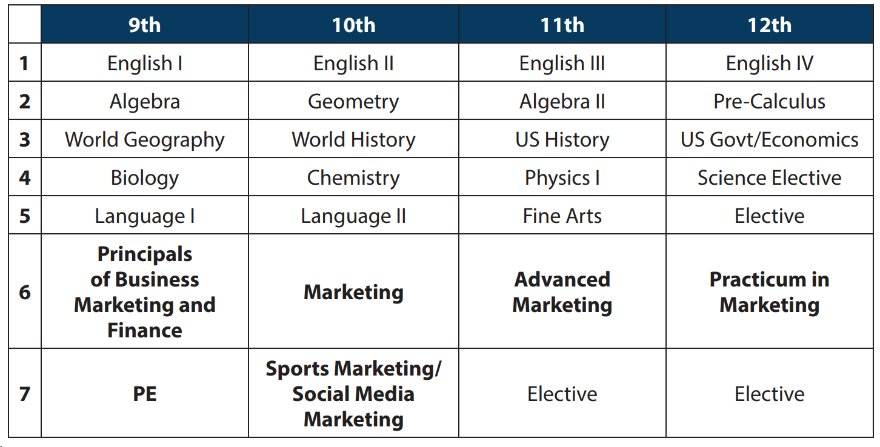 9th 10th 11th 12th
1 English I English II English III English IV
2 Algebra Geometry Algebra II Pre-Calculus
3 World Geography World History US History US Govt/Economics
4 Biology Chemistry Physics I Science Elective
5 Language I Language II Fine Arts Elective
6
Principals
of Business
Marketing and
Finance
Marketing
Advanced
Marketing
Practicum in
Marketing
7 PE
Sports Marketing/
Social Media
Marketing
Elective Elective